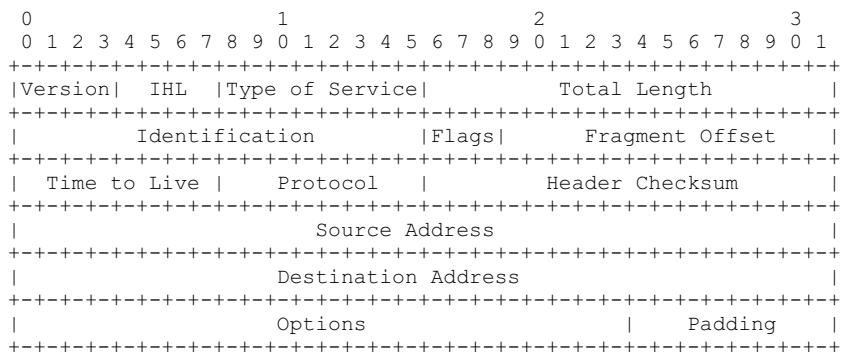 0                   1                   2                   3
 0 1 2 3 4 5 6 7 8 9 0 1 2 3 4 5 6 7 8 9 0 1 2 3 4 5 6 7 8 9 0 1
+-+-+-+-+-+-+-+-+-+-+-+-+-+-+-+-+-+-+-+-+-+-+-+-+-+-+-+-+-+-+-+-+
|Version|  IHL  |Type of Service|          Total Length         |
+-+-+-+-+-+-+-+-+-+-+-+-+-+-+-+-+-+-+-+-+-+-+-+-+-+-+-+-+-+-+-+-+
|         Identification        |Flags|      Fragment Offset    |
+-+-+-+-+-+-+-+-+-+-+-+-+-+-+-+-+-+-+-+-+-+-+-+-+-+-+-+-+-+-+-+-+
|  Time to Live |    Protocol   |         Header Checksum       |
+-+-+-+-+-+-+-+-+-+-+-+-+-+-+-+-+-+-+-+-+-+-+-+-+-+-+-+-+-+-+-+-+
|                       Source Address                          |
+-+-+-+-+-+-+-+-+-+-+-+-+-+-+-+-+-+-+-+-+-+-+-+-+-+-+-+-+-+-+-+-+
|                    Destination Address                        |
+-+-+-+-+-+-+-+-+-+-+-+-+-+-+-+-+-+-+-+-+-+-+-+-+-+-+-+-+-+-+-+-+
|                    Options                    |    Padding    |
+-+-+-+-+-+-+-+-+-+-+-+-+-+-+-+-+-+-+-+-+-+-+-+-+-+-+-+-+-+-+-+-+